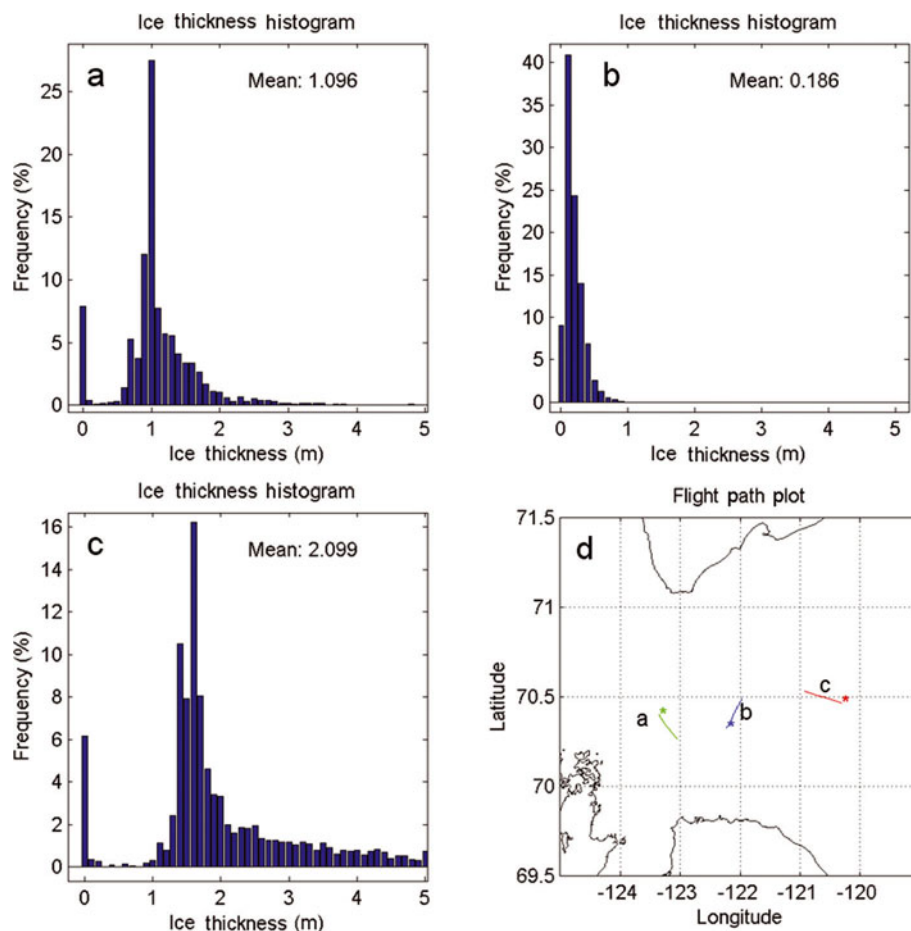 Ice thickness histogram
a
Mean: 1.096
Frequency (%)
25
20
15
10
5
0
0 1 2 3 4 5
Ice thickness (m)
Ice thickness histogram
b
Mean: 0.186
Frequency (%)
40
35
30
25
20
15
10
5
0
0 1 2 3 4 5
Ice thickness (m)
Ice thickness histogram
c
Mean: 2.099
Frequency (%)
16
14
12
10
8
6
4
2
0
0 1 2 3 4 5
Ice thickness (m)
Flight path plot
d
Latitude
71.5
71
70.5
70
69.5
a
b
c
-124 -123 -122 -121 -120
Longitude